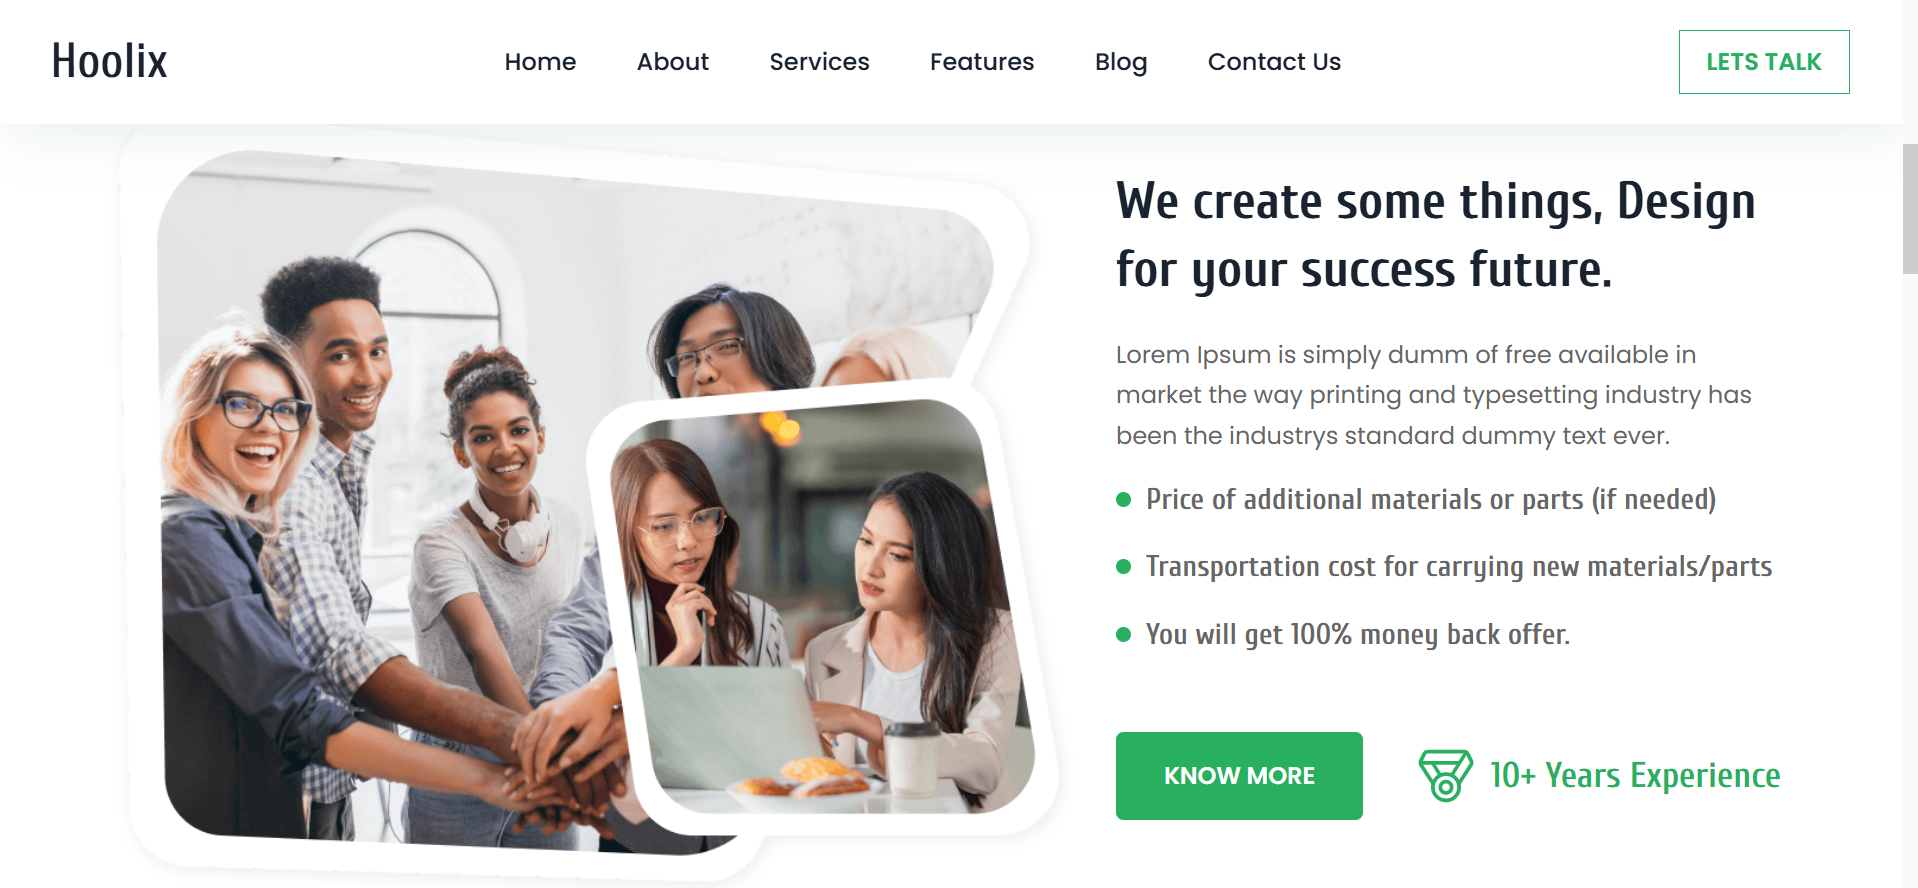 Hoolix
Home
About
Services
Features
Blog
Contact Us
LETS TALK
We create some things, Design
for your success future.
Lorem Ipsum is simply dumm of free available in
market the way printing and typesetting industry has
been the industrys standard dummy text ever.
Price of additional materials or parts (if needed)
Transportation cost for carrying new materials/parts
You will get 100% money back offer.
KNOW MORE
10+ Years Experience